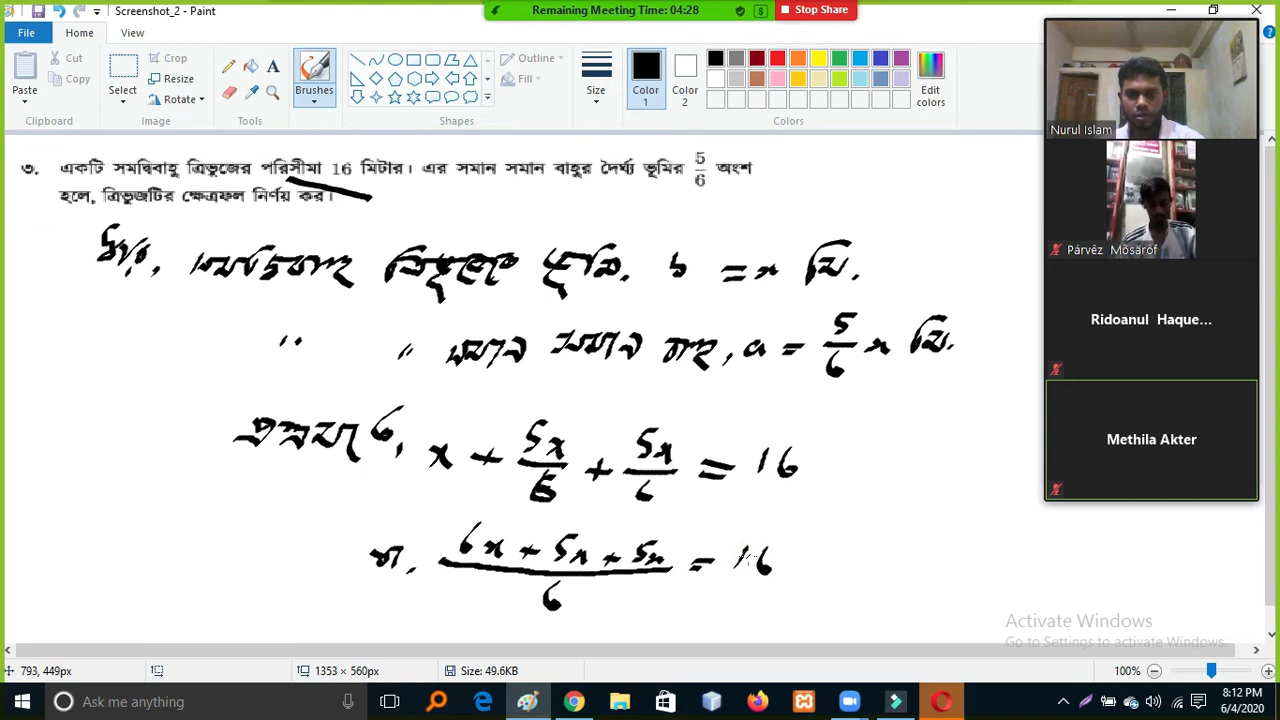 Screenshot_2 - Paint
Remaining Meeting Time: 04:28
Stop Share
File Home View
Cut
Copy
Paste
Clipboard
Crop
Resize
Rotate
Select
Image
Tools
Brushes
Outline
Fill
Shapes
Size
Color 1
Color 2
Edit colors
Colors
Nurul Islam
Párvéz Mosárof
Ridoanul Haque...
Methila Akter
৩. একটি সমদ্বিবাহু ত্রিভুজের পরিসীমা 16 মিটার। এর সমান সমান বাহুর দৈর্ঘ্য ভূমির 5/6 অংশ
হলে, ত্রিভুজটির ক্ষেত্রফল নির্ণয় কর।
সমদ্বিবাহু ত্রিভুজের ভূমি, b = x মি.
" " সমান সমান বাহু, a = 5/6 x মি.
প্রশ্নমতে, x + 5x/6 + 5x/6 = 16
বা, (6x + 5x + 5x)/6 = 16
Activate Windows
Go to Settings to activate Windows.
793, 449px
1353 × 560px
Size: 49.6KB
100%
Ask me anything
8:12 PM
6/4/2020